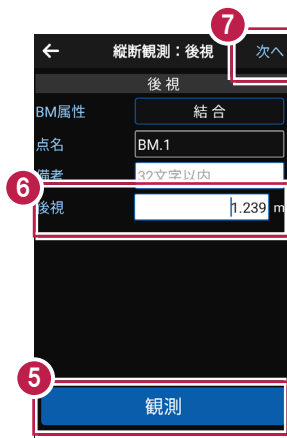 7
← 縦断観測：後視 次へ
後 視
BM属性 結 合
点名 BM.1
備考 32文字以内
6
後視 1.239 m
5
観測